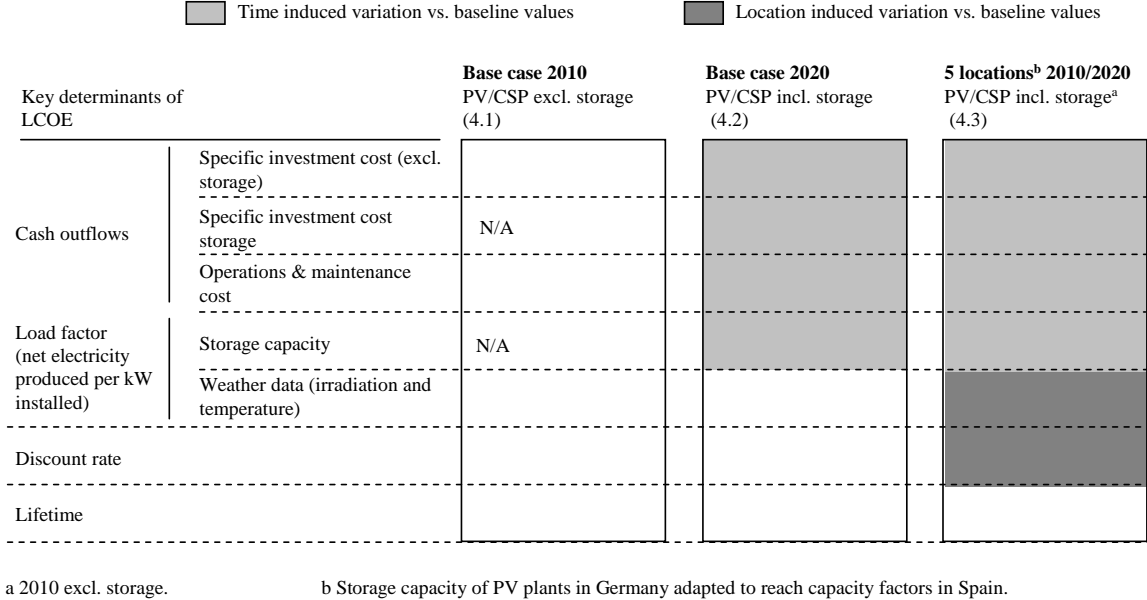 Time induced variation vs. baseline values
Location induced variation vs. baseline values
Key determinants of
LCOE
Base case 2010
PV/CSP excl. storage
(4.1)
Base case 2020
PV/CSP incl. storage
(4.2)
5 locationsᵇ 2010/2020
PV/CSP incl. storageᵃ
(4.3)
Cash outflows
Specific investment cost (excl.
storage)
Specific investment cost
storage
N/A
Operations & maintenance
cost
Load factor
(net electricity
produced per kW
installed)
Storage capacity
N/A
Weather data (irradiation and
temperature)
Discount rate
Lifetime
a 2010 excl. storage.
b Storage capacity of PV plants in Germany adapted to reach capacity factors in Spain.